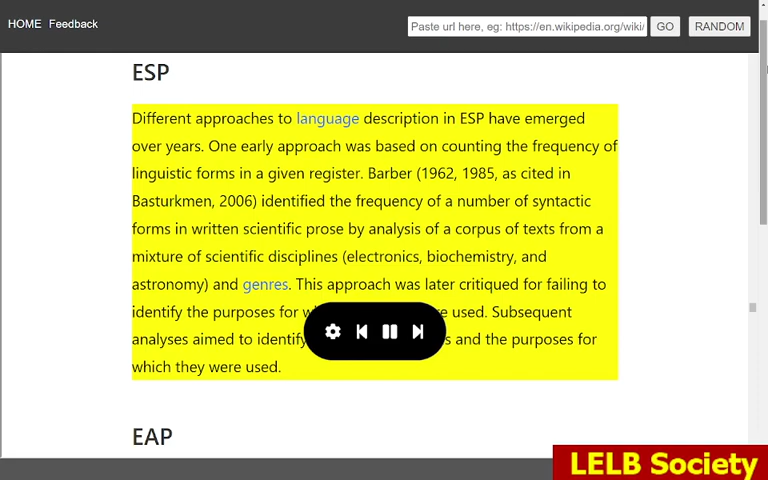 HOME Feedback
Paste url here, eg: https://en.wikipedia.org/wiki/
GO
RANDOM
ESP
Different approaches to language description in ESP have emerged
over years. One early approach was based on counting the frequency of
linguistic forms in a given register. Barber (1962, 1985, as cited in
Basturkmen, 2006) identified the frequency of a number of syntactic
forms in written scientific prose by analysis of a corpus of texts from a
mixture of scientific disciplines (electronics, biochemistry, and
astronomy) and genres. This approach was later critiqued for failing to
identify the purposes for used. Subsequent
analyses aimed to identify and the purposes for
which they were used.
EAP
LELB Society